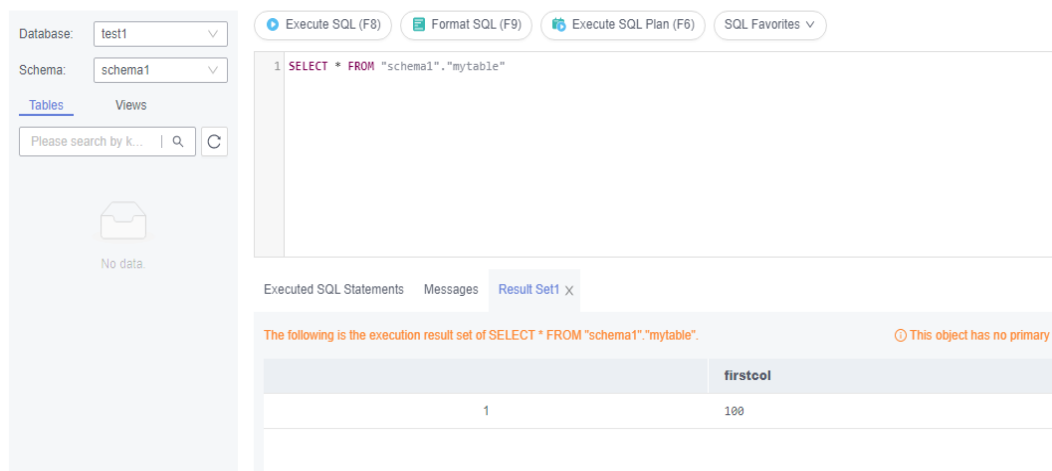 Database: test1
Schema: schema1
Tables Views
Please search by k...
No data.
Execute SQL (F8) Format SQL (F9) Execute SQL Plan (F6) SQL Favorites
1 SELECT * FROM "schema1"."mytable"
Executed SQL Statements Messages Result Set1
The following is the execution result set of SELECT * FROM "schema1"."mytable". This object has no primary
firstcol
1 100